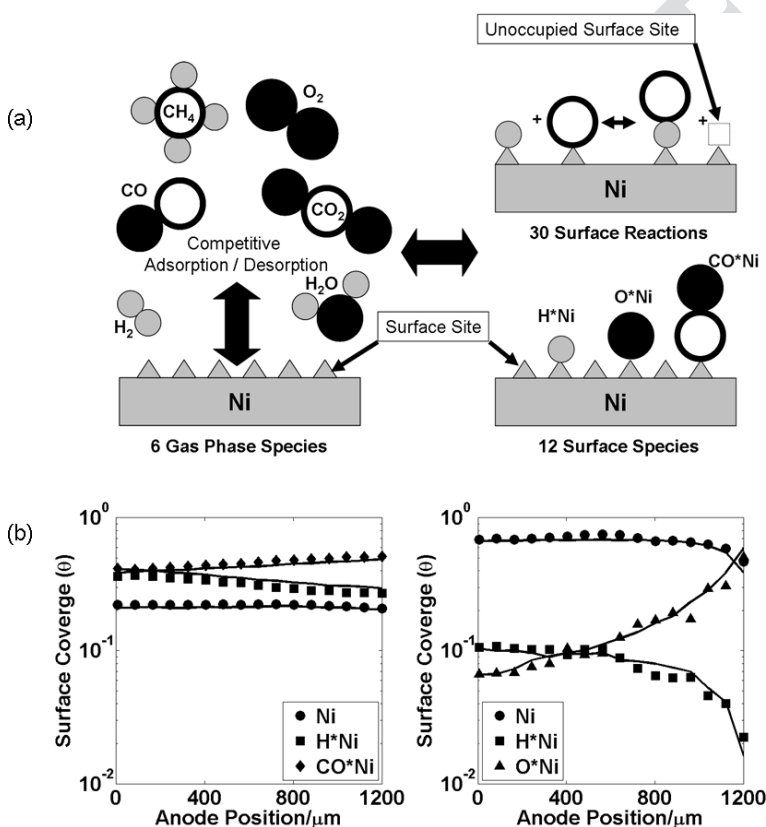 (a)
Unoccupied Surface Site
CH4
O2
+
+
Ni
30 Surface Reactions
CO
CO2
Competitive
Adsorption / Desorption
H2
H2O
Surface Site
H*Ni
O*Ni
CO*Ni
Ni
6 Gas Phase Species
Ni
12 Surface Species
(b)
Surface Coverge (θ)
10^0
10^-1
10^-2
0
400
800
1200
Anode Position/μm
Ni
H*Ni
CO*Ni
Surface Coverge (θ)
10^0
10^-1
10^-2
0
400
800
1200
Anode Position/μm
Ni
H*Ni
O*Ni